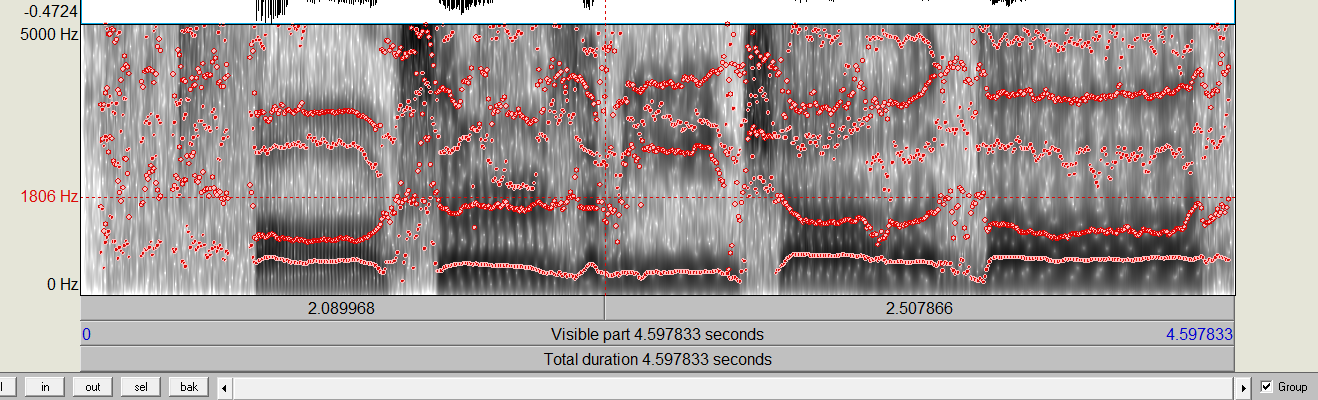 -0.4724
5000 Hz
1806 Hz
0 Hz
2.089968 2.507866
0 Visible part 4.597833 seconds 4.597833
Total duration 4.597833 seconds
in out sel bak Group